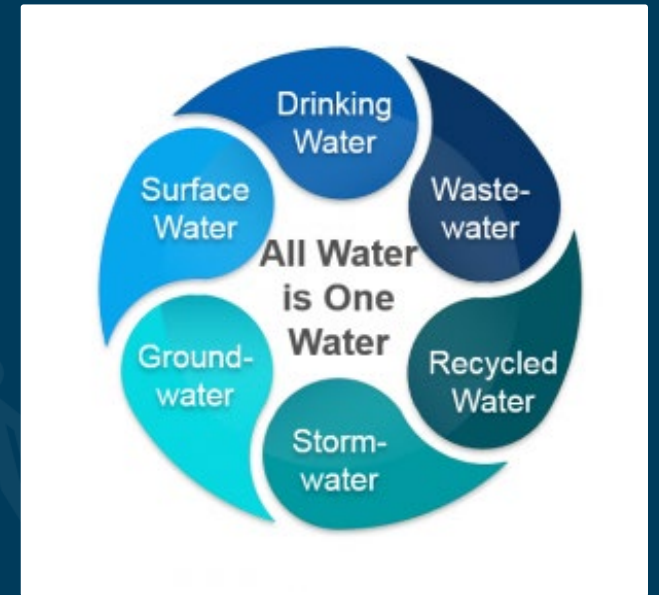 Drinking
Water
Waste-
water
Recycled
Water
Storm-
water
Ground-
water
Surface
Water
All Water
is One
Water